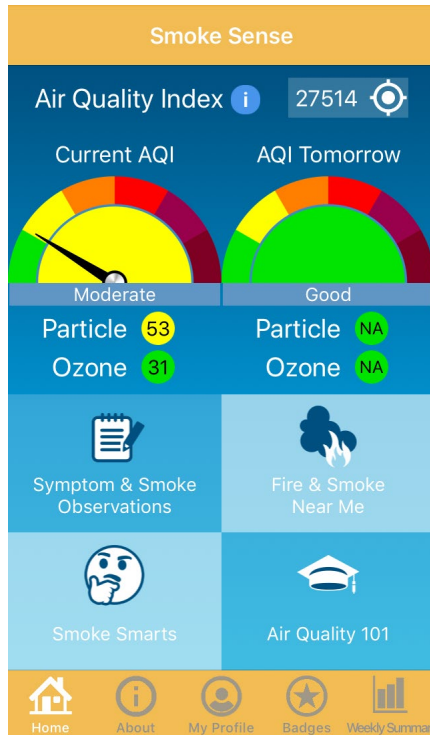 Smoke Sense
Air Quality Index i 27514
Current AQI AQI Tomorrow
Moderate Good
Particle 53 Particle NA
Ozone 31 Ozone NA
Symptom & Smoke
Observations
Fire & Smoke
Near Me
Smoke Smarts
Air Quality 101
Home About My Profile Badges Weekly Summar